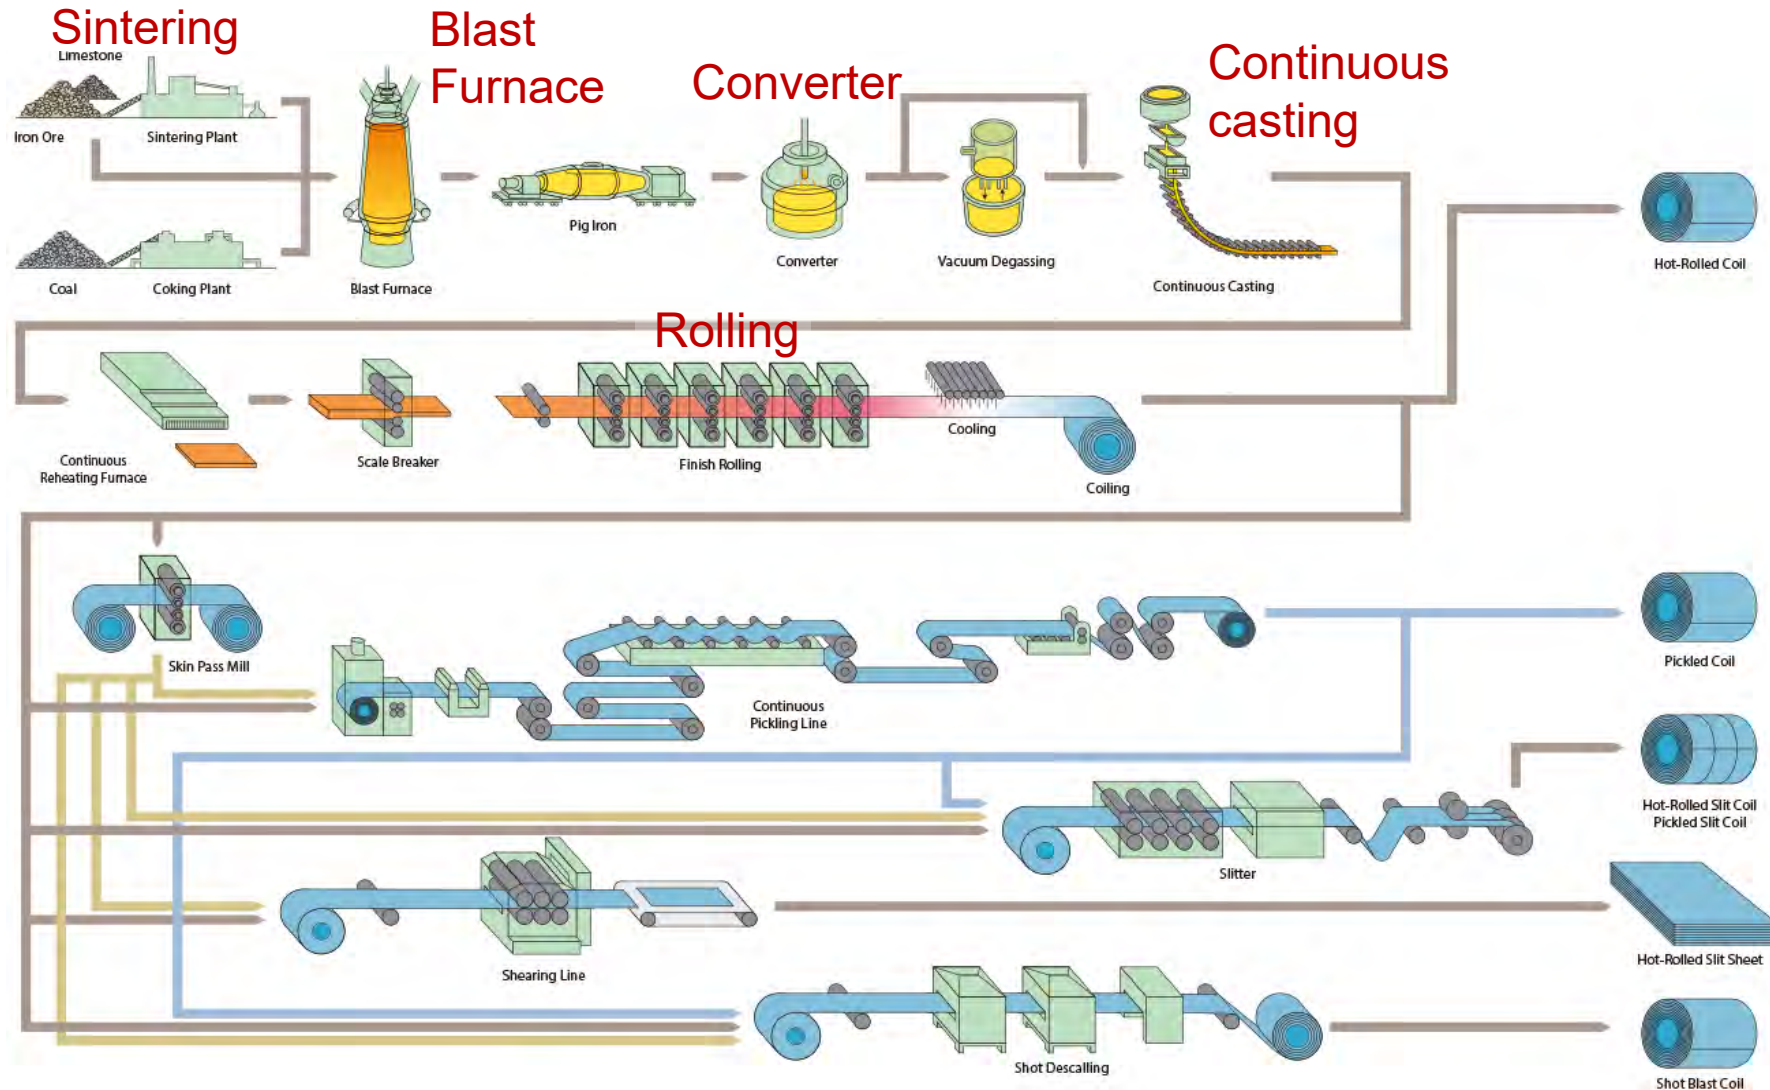 Sintering
Blast
Furnace
Converter
Continuous
casting
Limestone
Iron Ore
Sintering Plant
Coal
Coking Plant
Blast Furnace
Pig Iron
Converter
Vacuum Degassing
Continuous Casting
Hot-Rolled Coil
Rolling
Continuous
Reheating Furnace
Scale Breaker
Finish Rolling
Cooling
Coiling
Skin Pass Mill
Continuous
Pickling Line
Pickled Coil
Hot-Rolled Slit Coil
Pickled Slit Coil
Slitter
Shearing Line
Hot-Rolled Slit Sheet
Shot Descalling
Shot Blast Coil